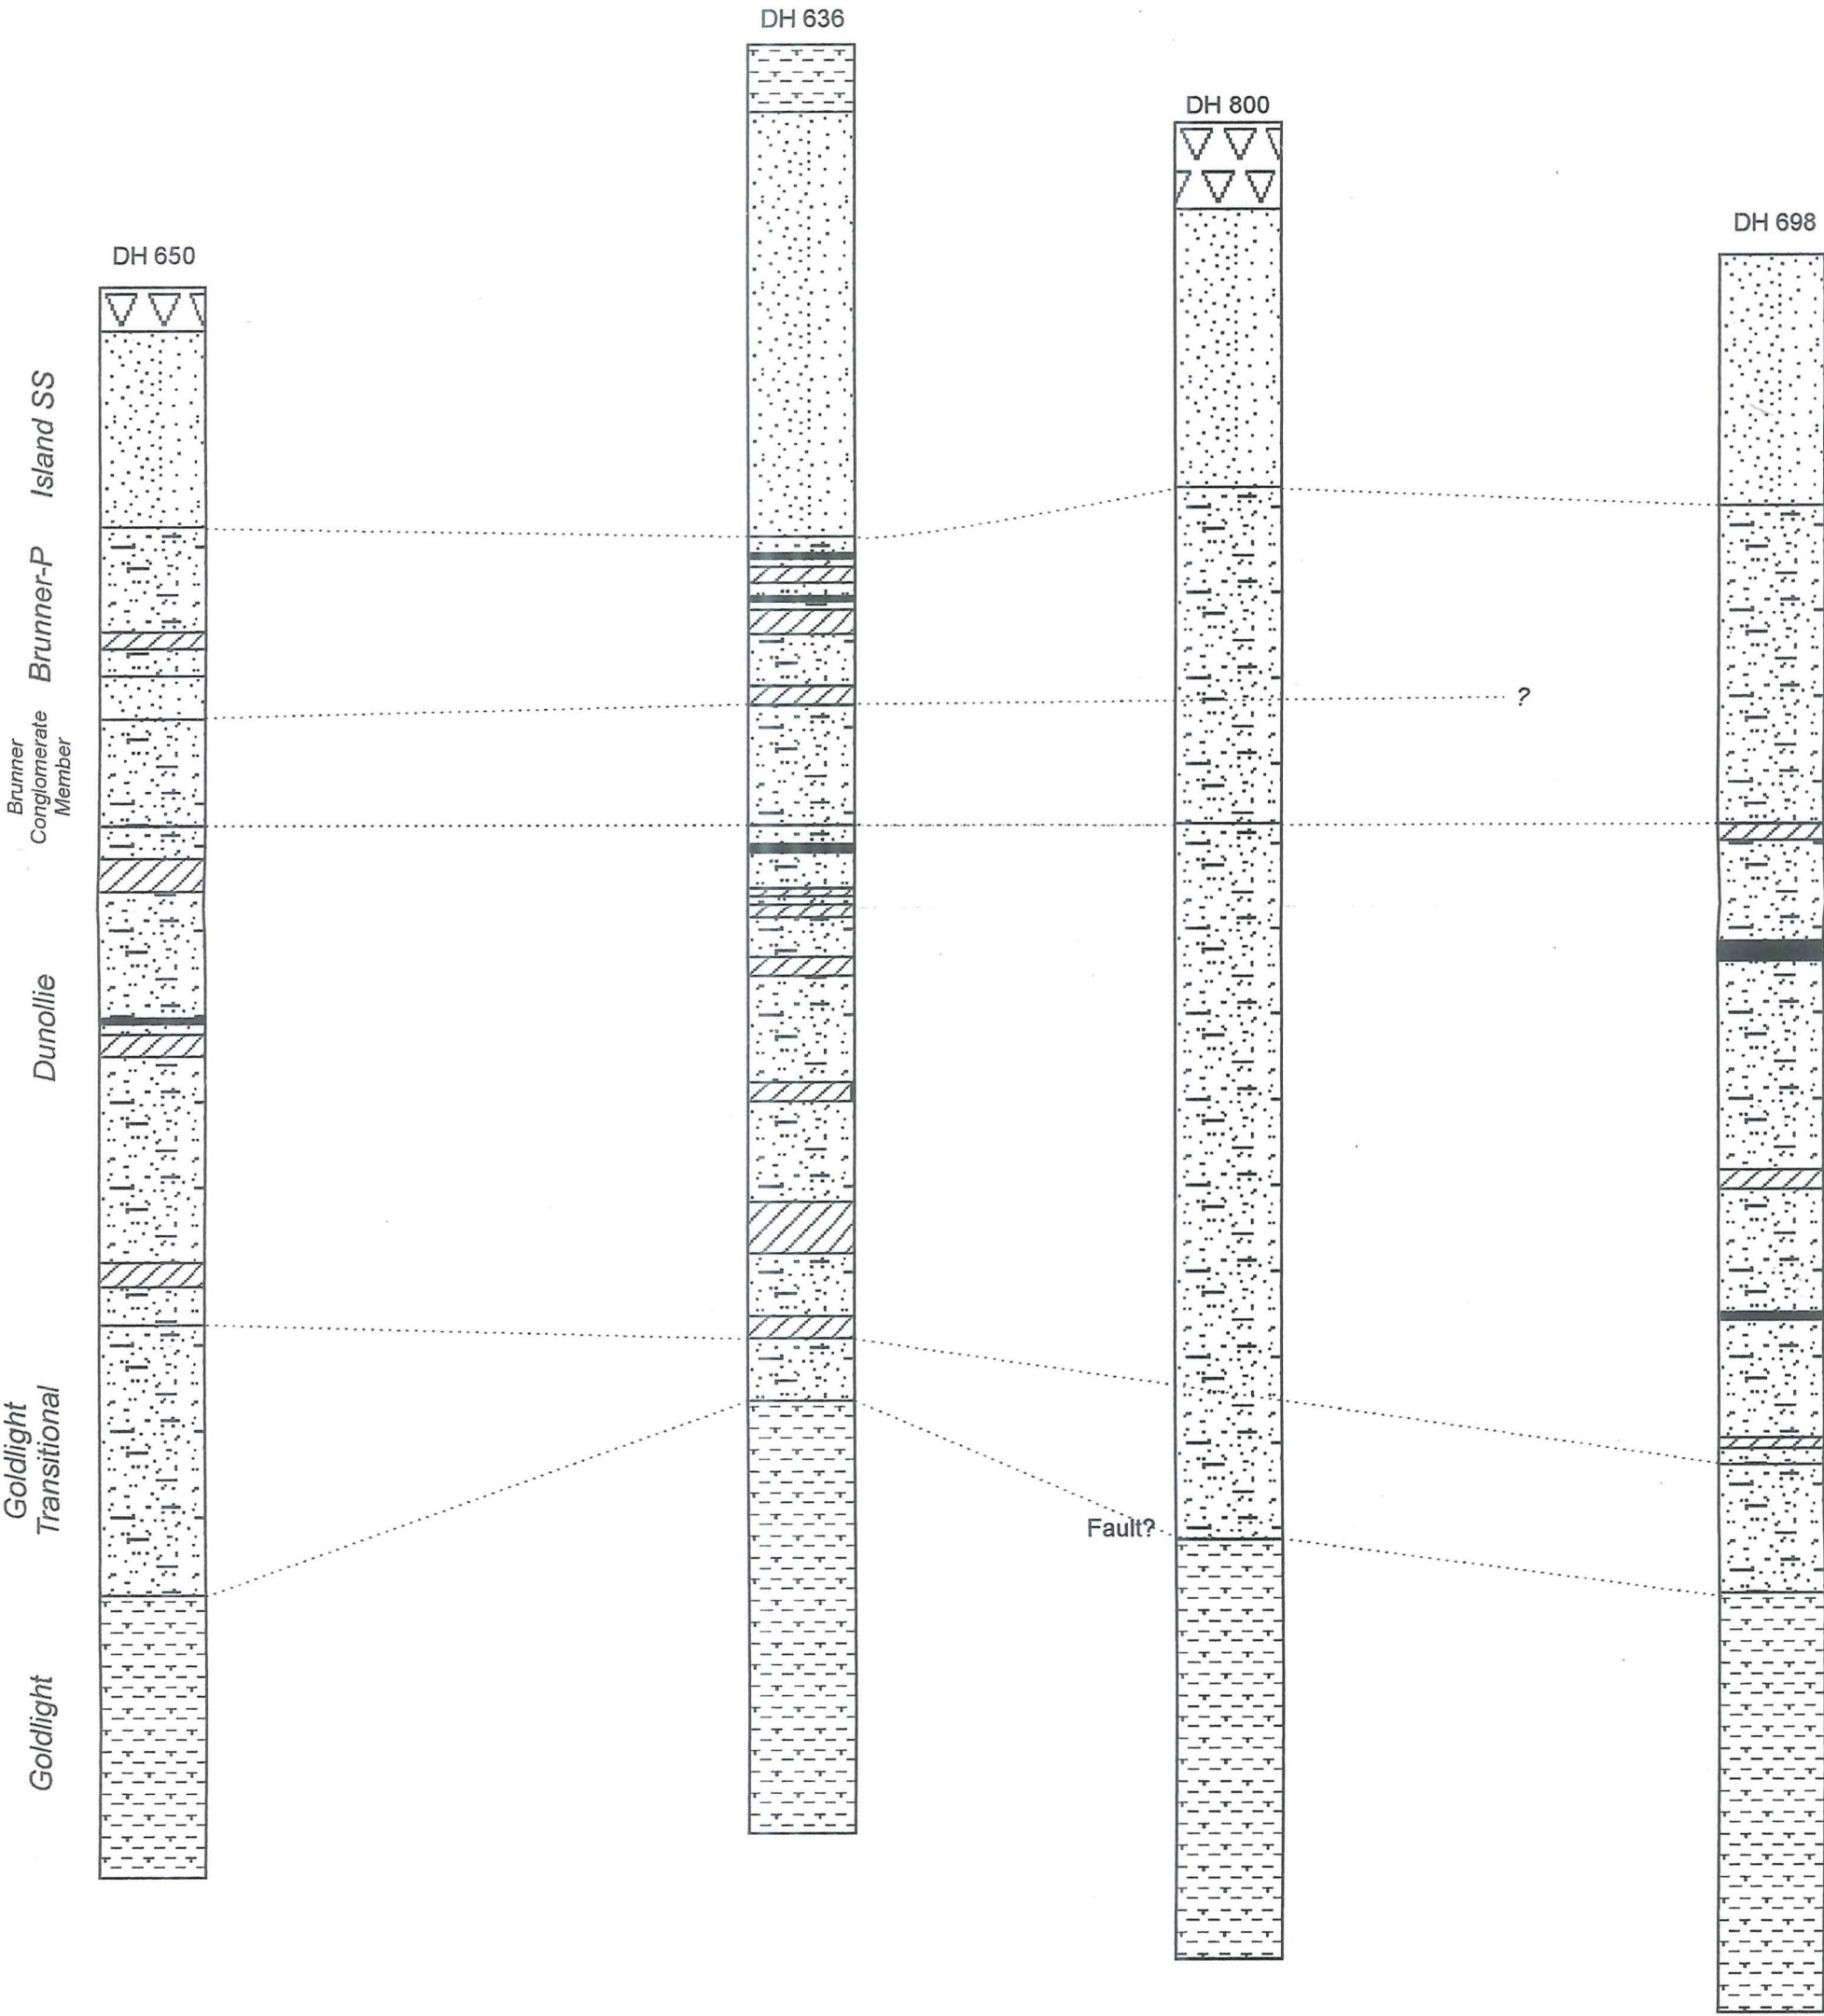 DH 636
DH 800
DH 698
DH 650
Island SS
Brunner-P
?
Brunner
Conglomerate
Member
Dunollie
Goldlight
Transitional
Fault?
Goldlight